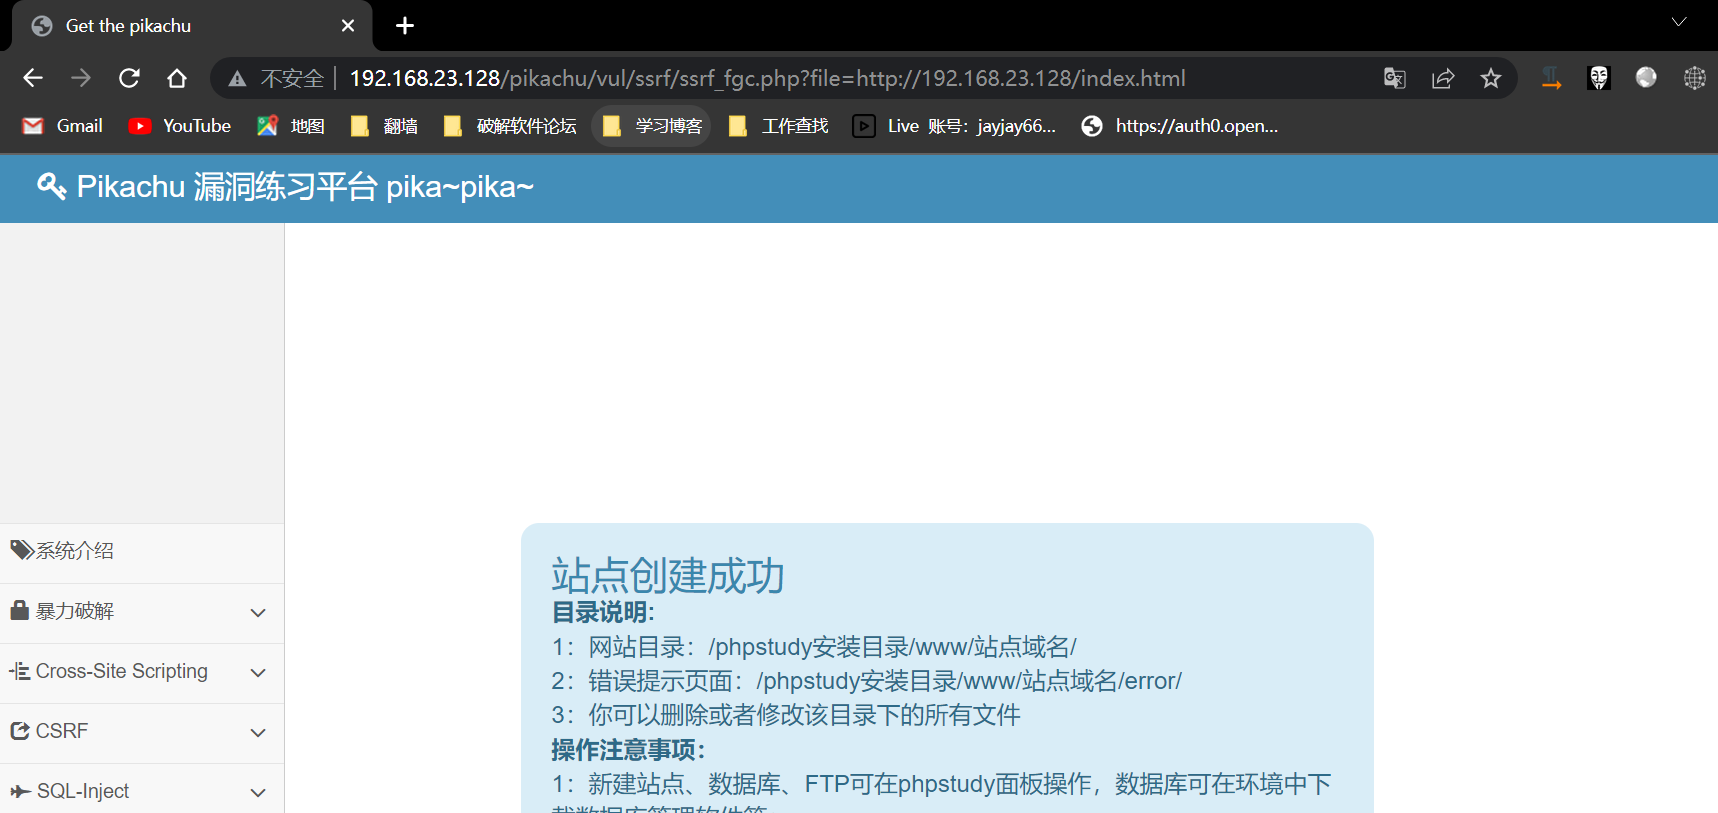 Get the pikachu
不安全 192.168.23.128/pikachu/vul/ssrf/ssrf_fgc.php?file=http://192.168.23.128/index.html
Gmail YouTube 地图 翻墙 破解软件论坛 学习博客 工作查找 Live 账号：jayjay66... https://auth0.open...
Pikachu 漏洞练习平台 pika~pika~
系统介绍
暴力破解
Cross-Site Scripting
CSRF
SQL-Inject
站点创建成功
目录说明:
1：网站目录：/phpstudy安装目录/www/站点域名/
2：错误提示页面：/phpstudy安装目录/www/站点域名/error/
3：你可以删除或者修改该目录下的所有文件
操作注意事项：
1：新建站点、数据库、FTP可在phpstudy面板操作，数据库可在环境中下